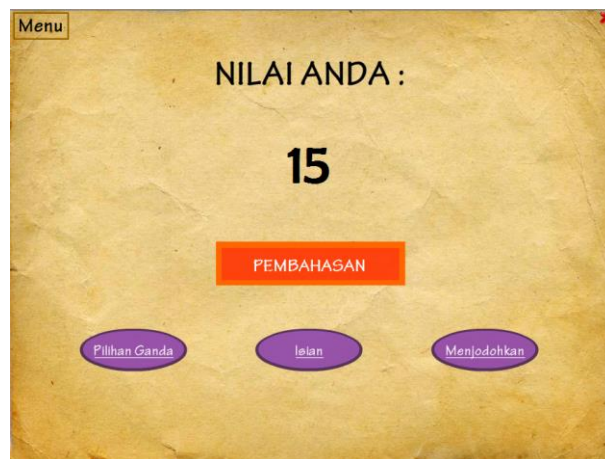 Menu
NILAI ANDA :
15
PEMBAHASAN
Pilihan Ganda
Isian
Menjodohkan